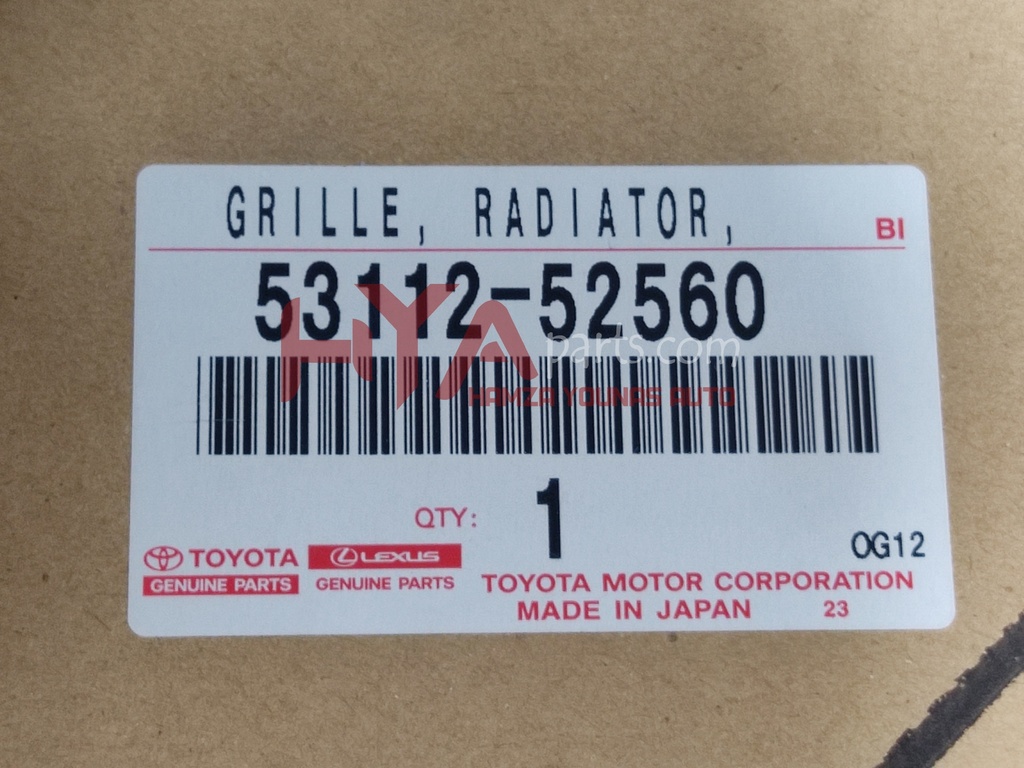 GRILLE, RADIATOR,
BI
53112-52560
HYA parts.com
HAMZA YOUNAS AUTO
QTY: 1
OG12
TOYOTA
GENUINE PARTS
LEXUS
GENUINE PARTS
TOYOTA MOTOR CORPORATION
MADE IN JAPAN 23